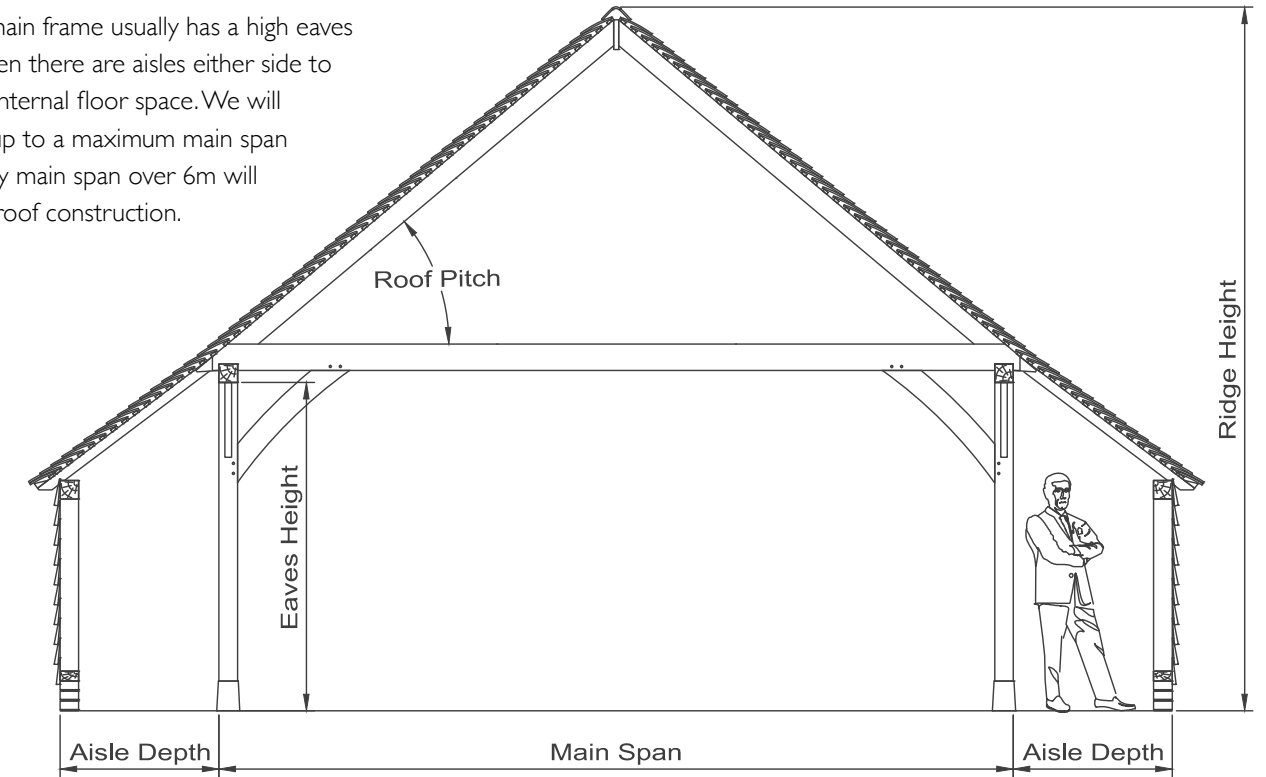 main frame usually has a high eaves
en there are aisles either side to
nternal floor space. We will
up to a maximum main span
y main span over 6m will
roof construction.
Roof Pitch
Ridge Height
Eaves Height
Aisle Depth
Main Span
Aisle Depth